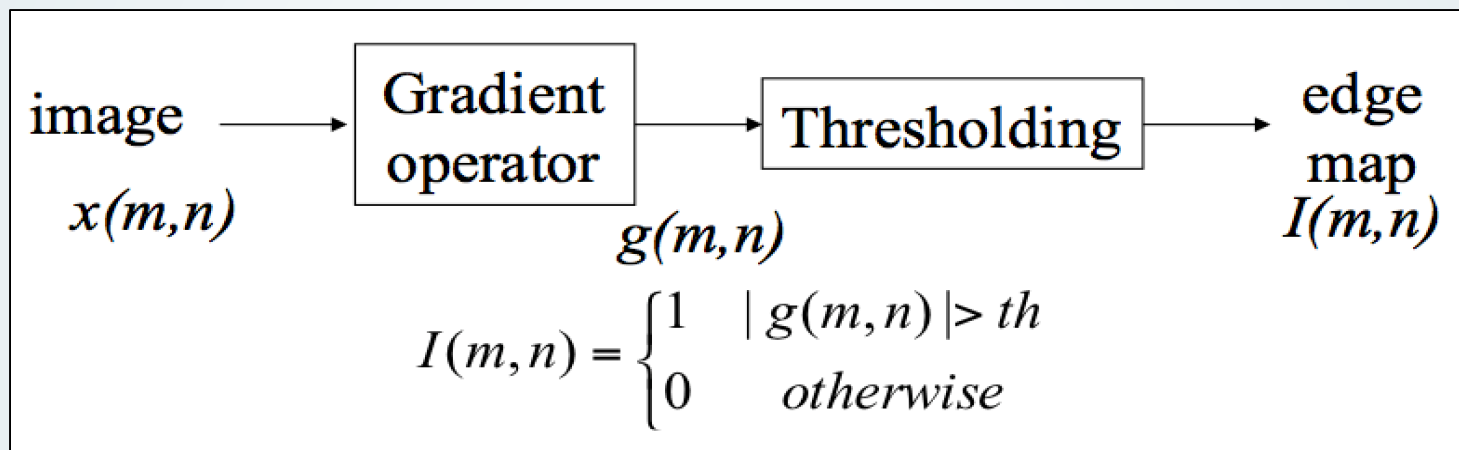 image
x(m,n)
Gradient
operator
g(m,n)
Thresholding
edge
map
I(m,n)
I(m,n) = {1 | g(m,n) |> th
0 otherwise